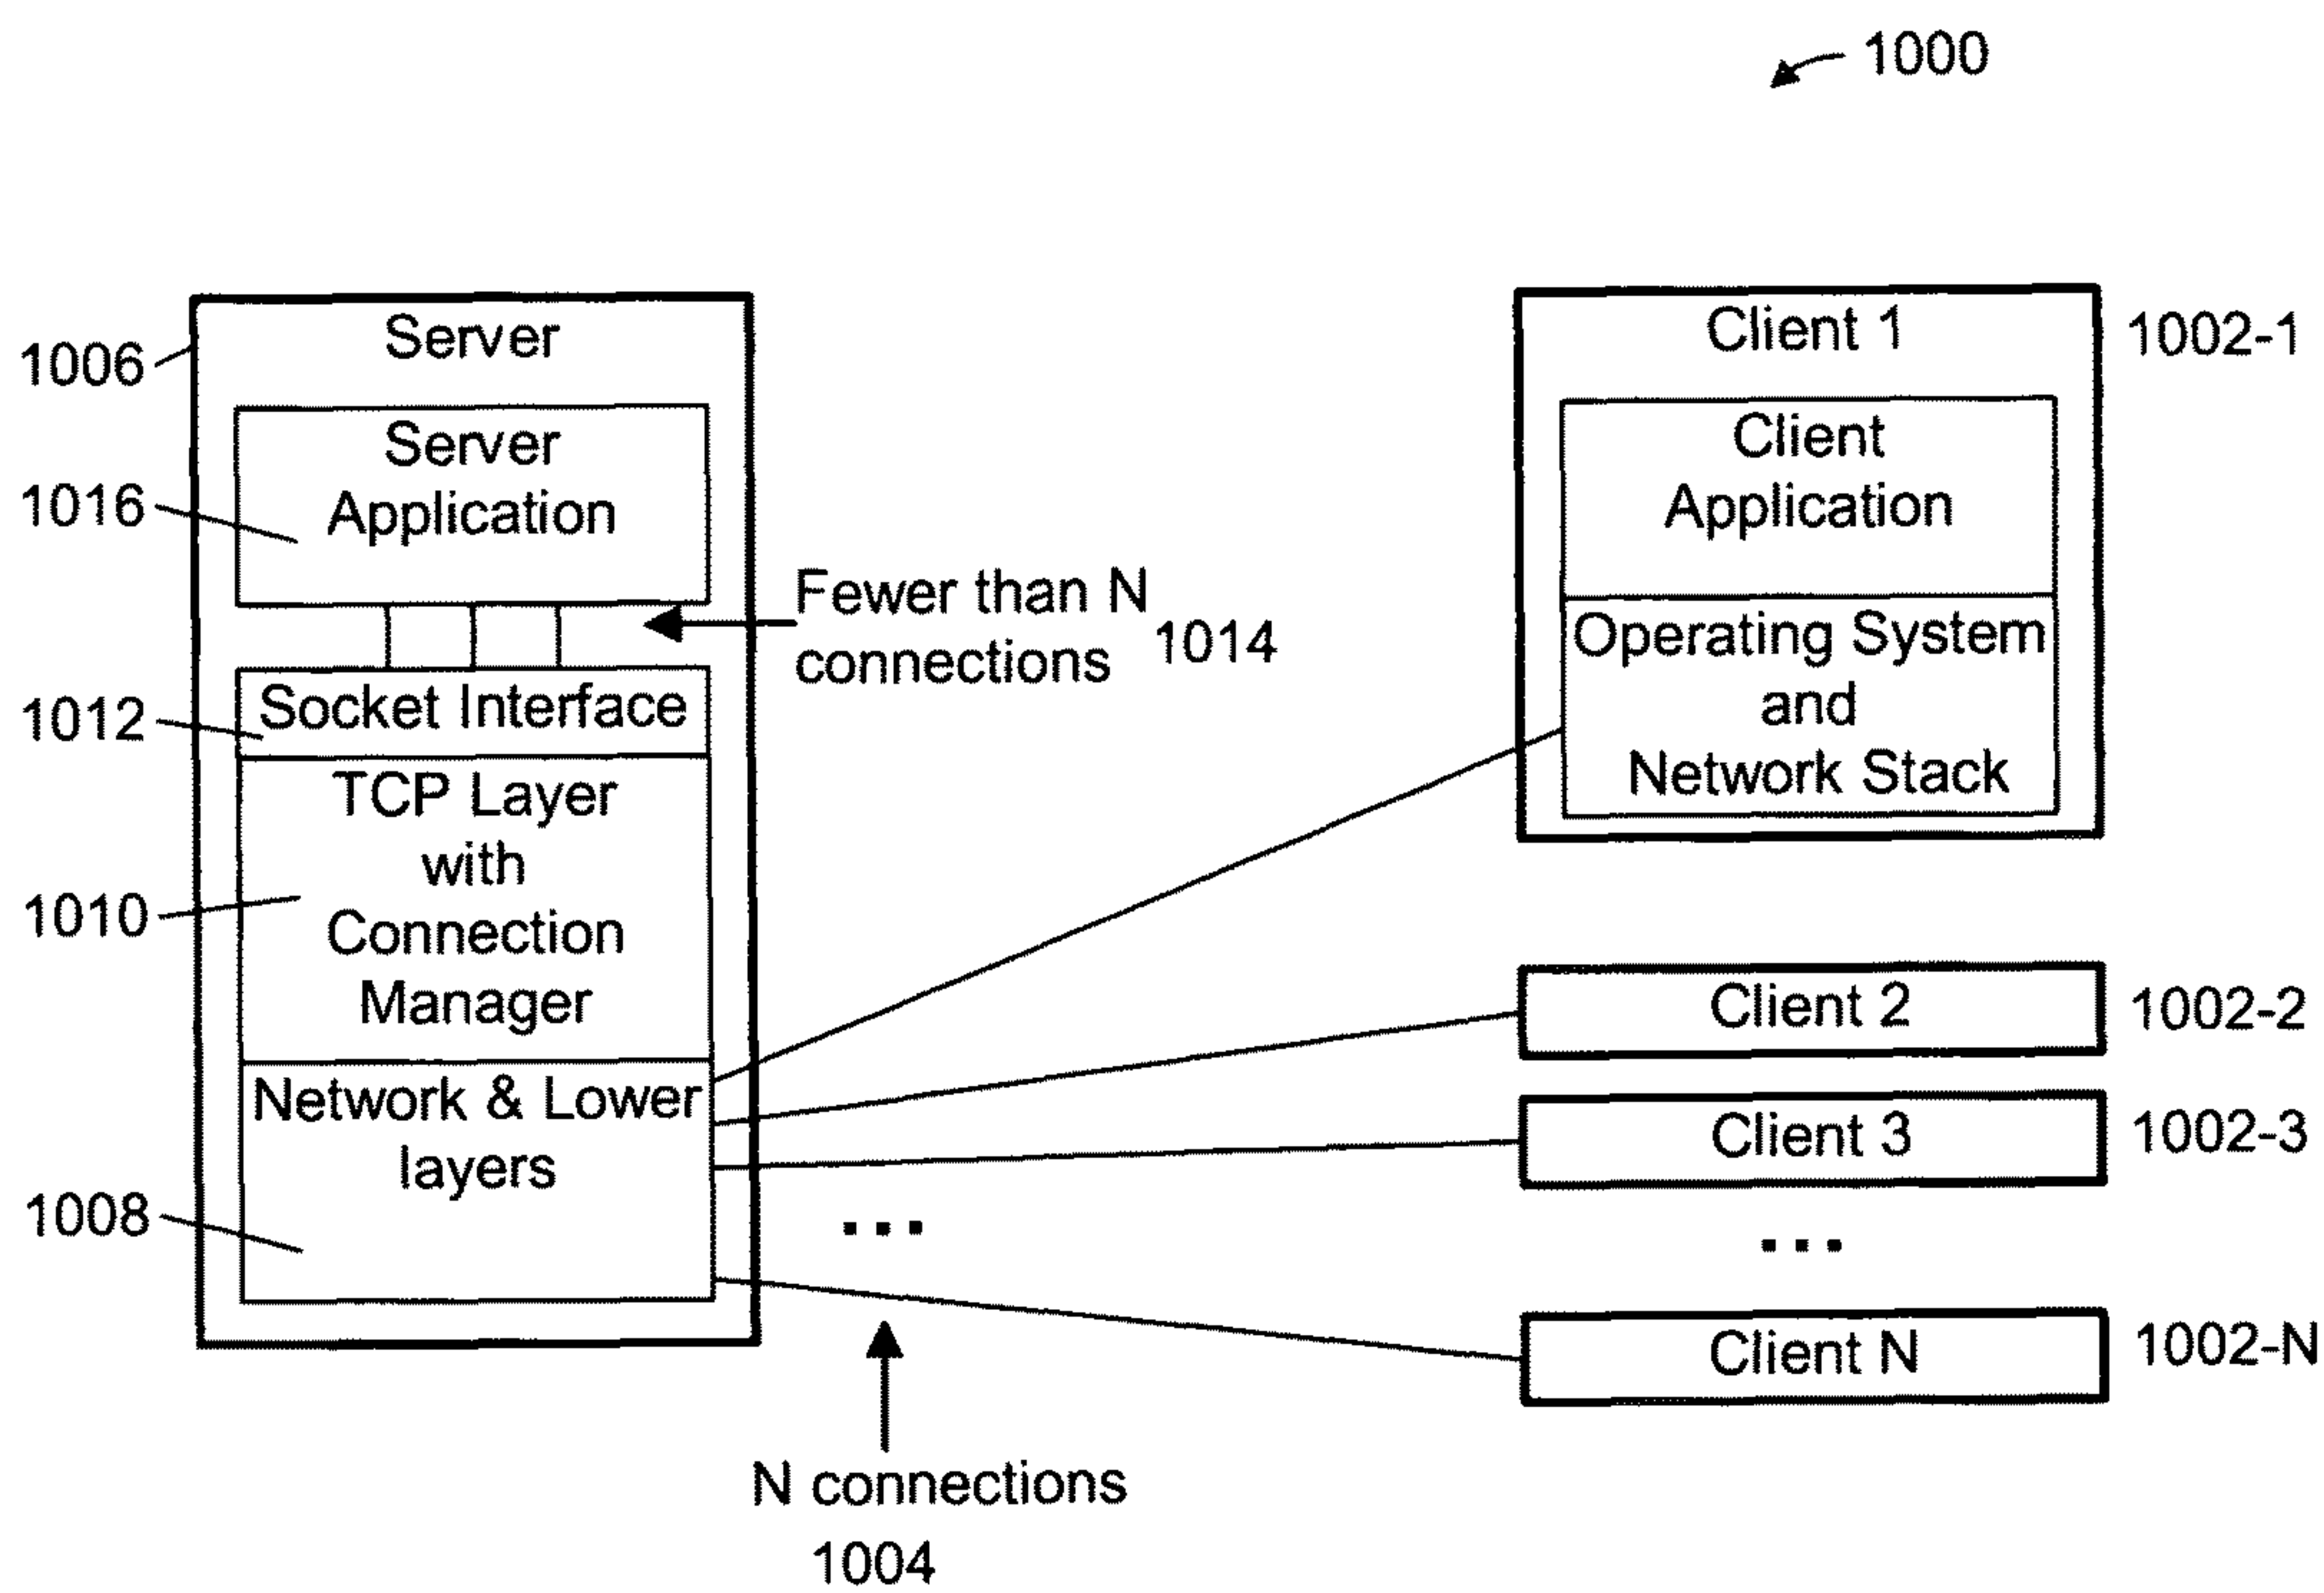 1000
Server
1006
Server
Application
1016
Fewer than N
connections
1014
Socket Interface
1012
TCP Layer
with
Connection
Manager
1010
Network & Lower
layers
1008
...
N connections
1004
Client 1
1002-1
Client
Application
Operating System
and
Network Stack
Client 2
1002-2
Client 3
1002-3
...
Client N
1002-N